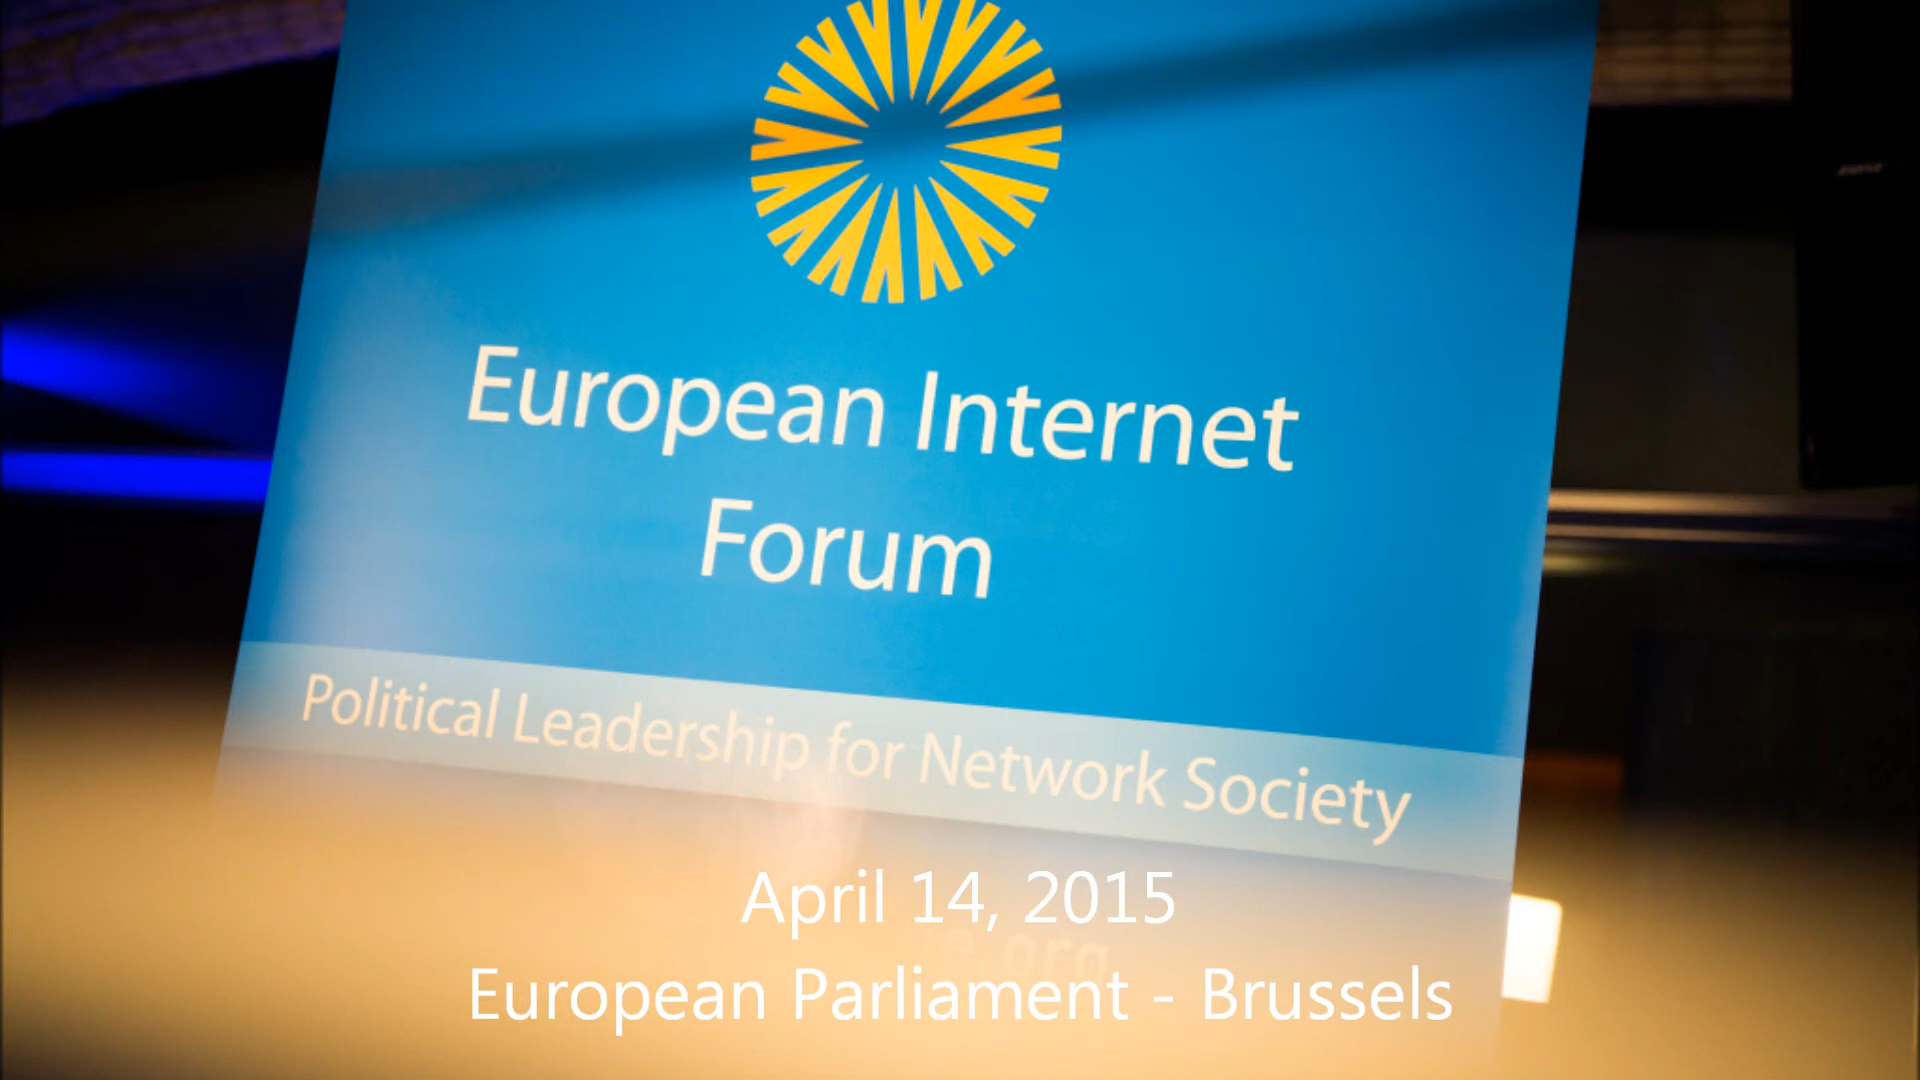 European Internet
Forum
Political Leadership for Network Society
April 14, 2015
European Parliament - Brussels